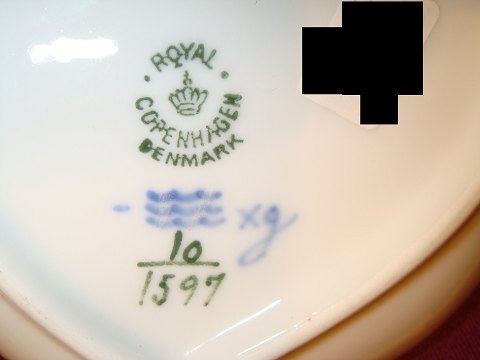 ROYAL
COPENHAGEN
DENMARK
xg
10
1597